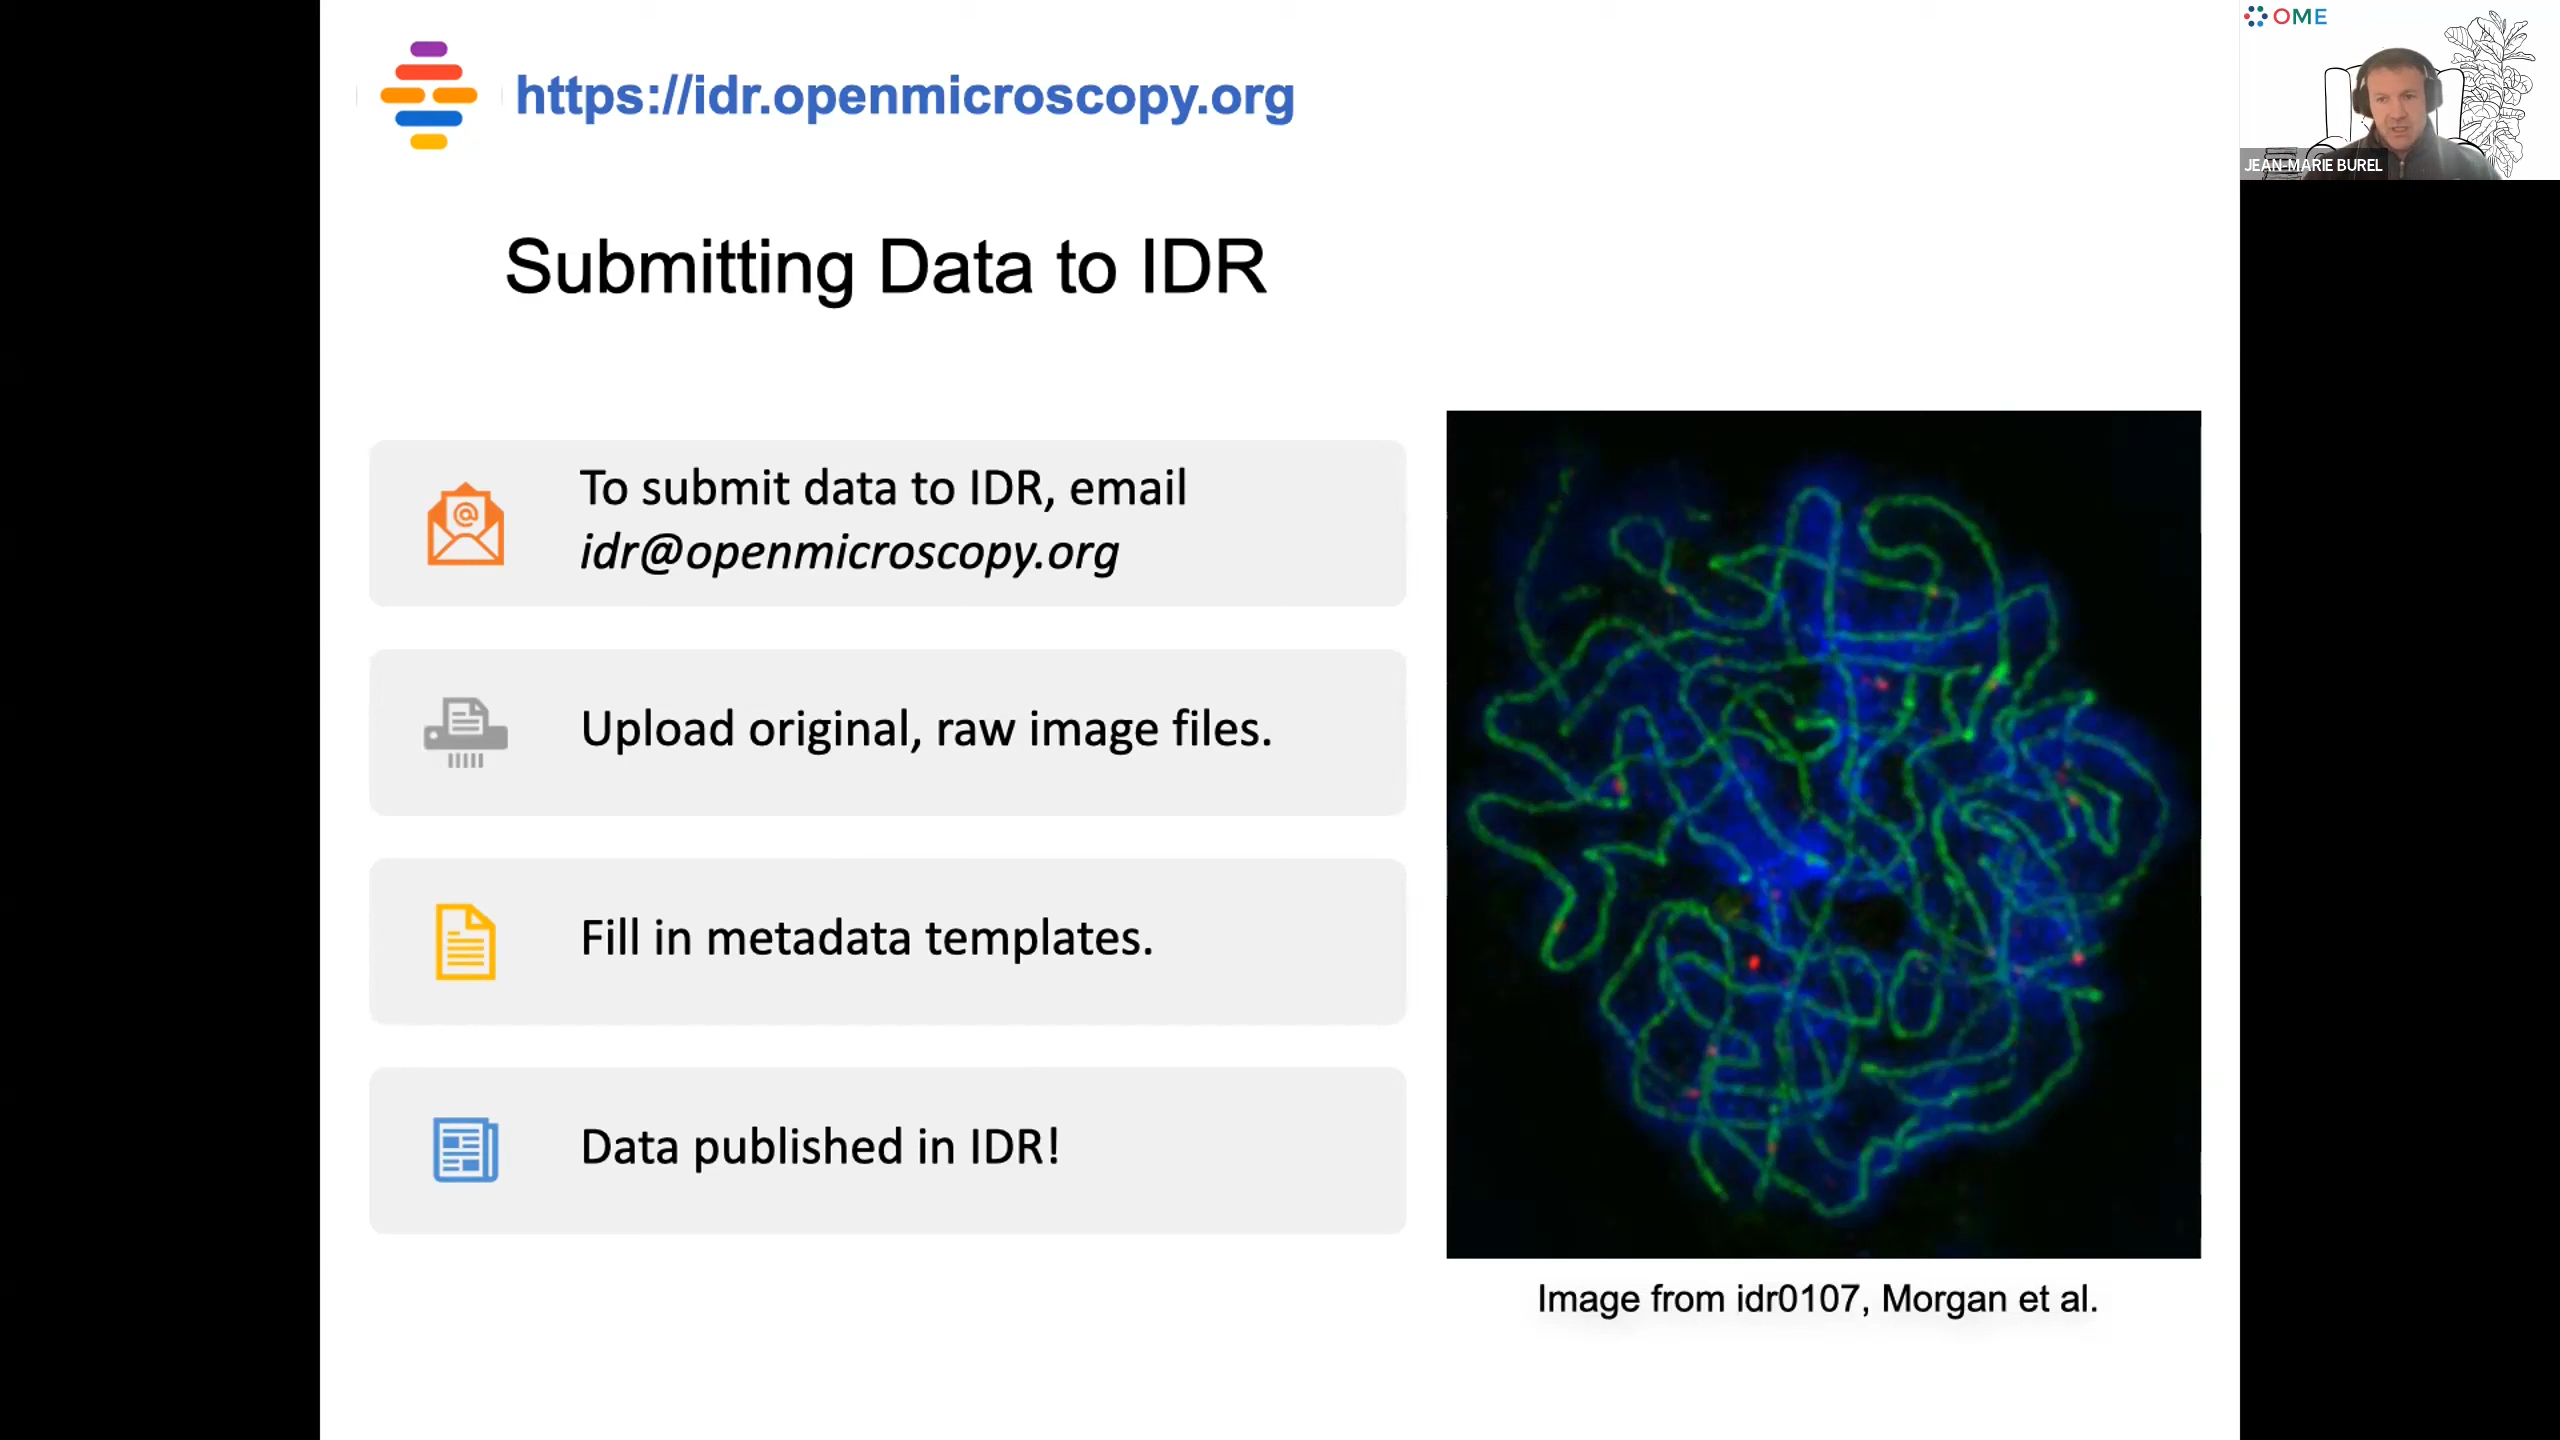 https://idr.openmicroscopy.org
OME
JEAN-MARIE BUREL
Submitting Data to IDR
To submit data to IDR, email
idr@openmicroscopy.org
Upload original, raw image files.
Fill in metadata templates.
Data published in IDR!
Image from idr0107, Morgan et al.